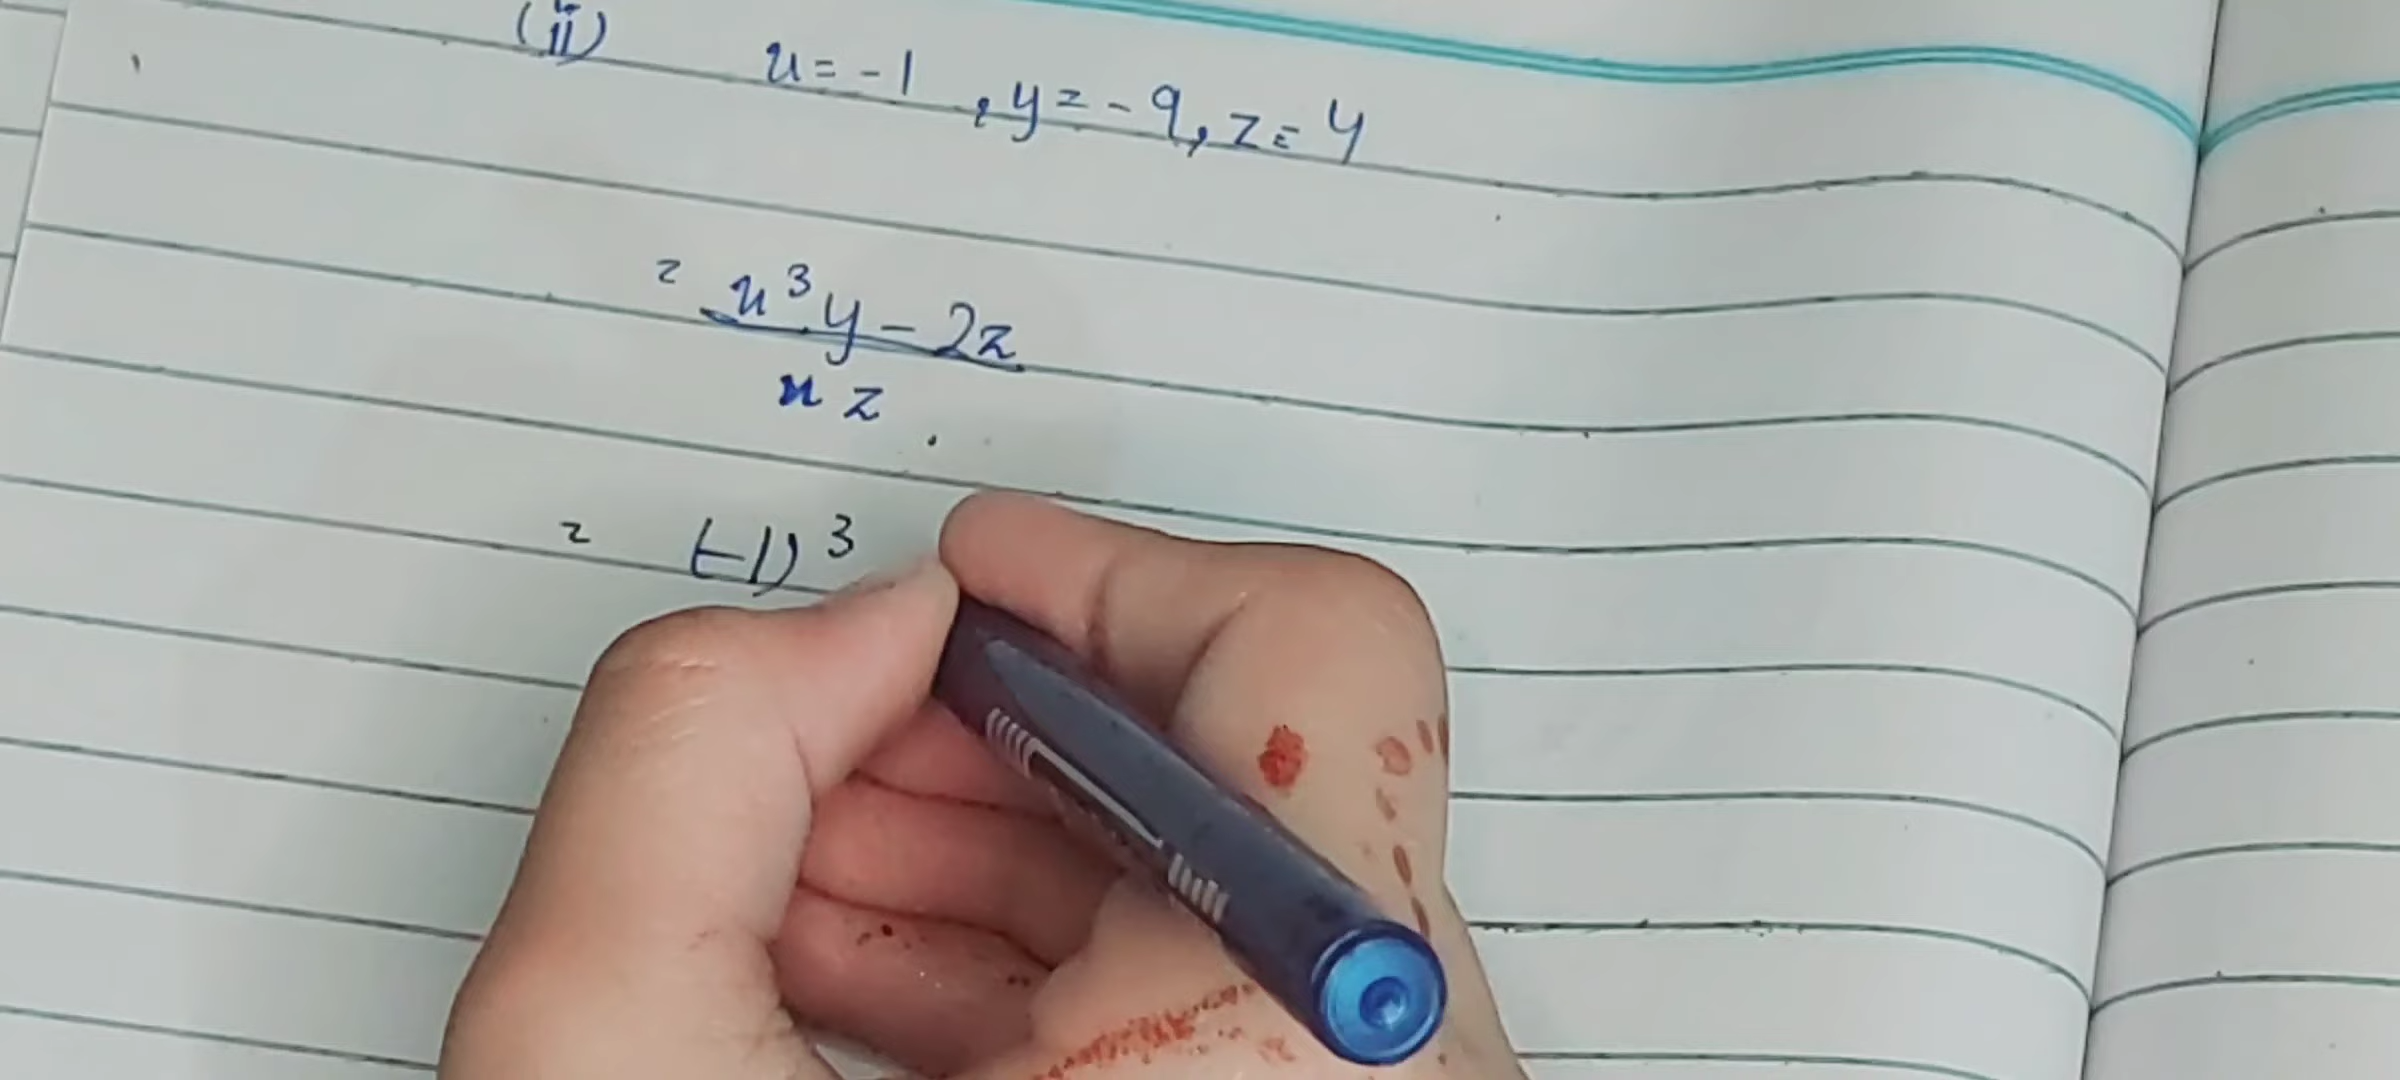 (ii) x = -1, y = -9, z = 4
= x³y - 2z
xz
= (-1)³